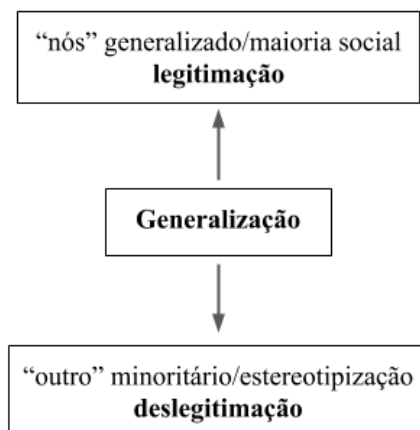 “nós” generalizado/maioria social
legitimação
Generalização
“outro” minoritário/estereotipização
deslegitimação